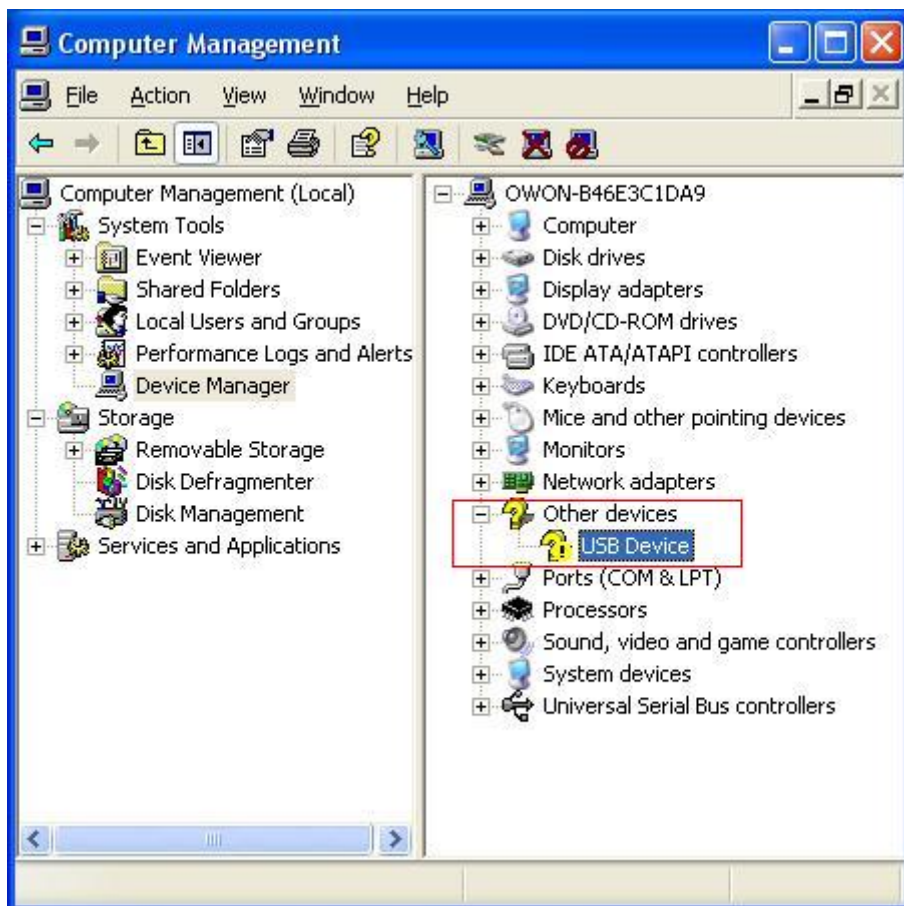 Computer Management
File Action View Window Help
Computer Management (Local)
System Tools
Event Viewer
Shared Folders
Local Users and Groups
Performance Logs and Alerts
Device Manager
Storage
Removable Storage
Disk Defragmenter
Disk Management
Services and Applications
OWON-B46E3C1DA9
Computer
Disk drives
Display adapters
DVD/CD-ROM drives
IDE ATA/ATAPI controllers
Keyboards
Mice and other pointing devices
Monitors
Network adapters
Other devices
USB Device
Ports (COM & LPT)
Processors
Sound, video and game controllers
System devices
Universal Serial Bus controllers